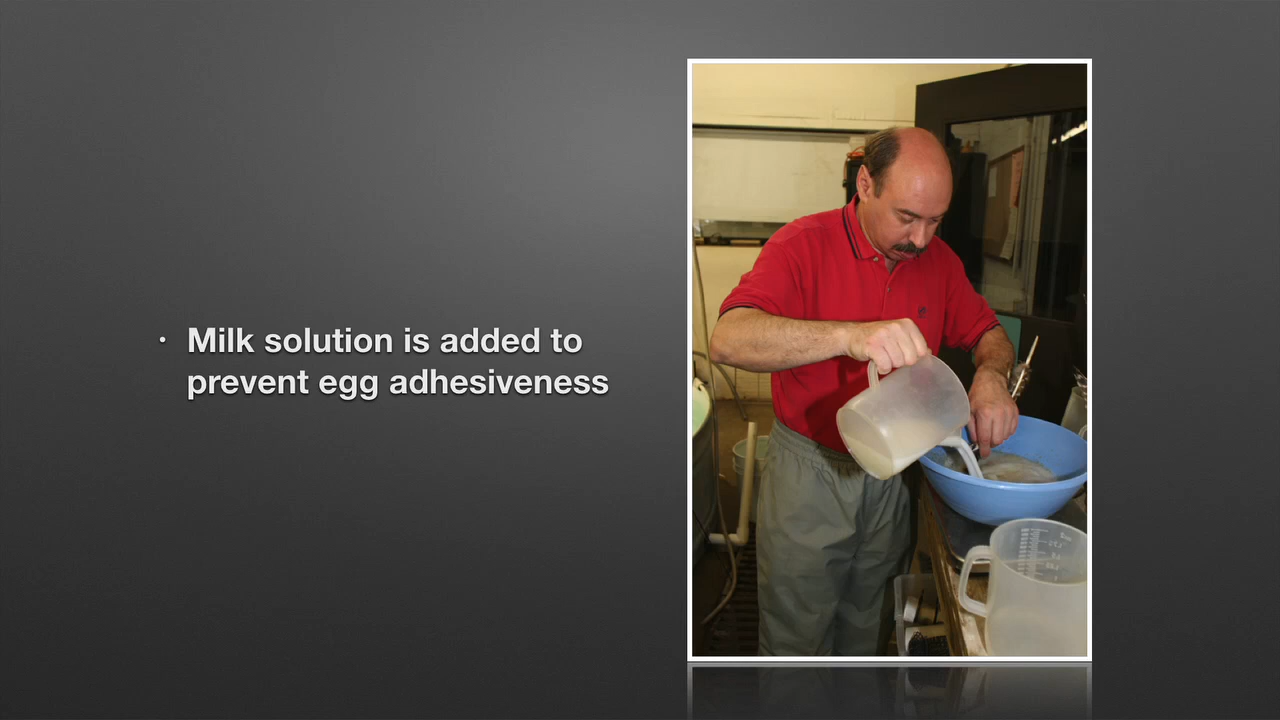 • Milk solution is added to
prevent egg adhesiveness